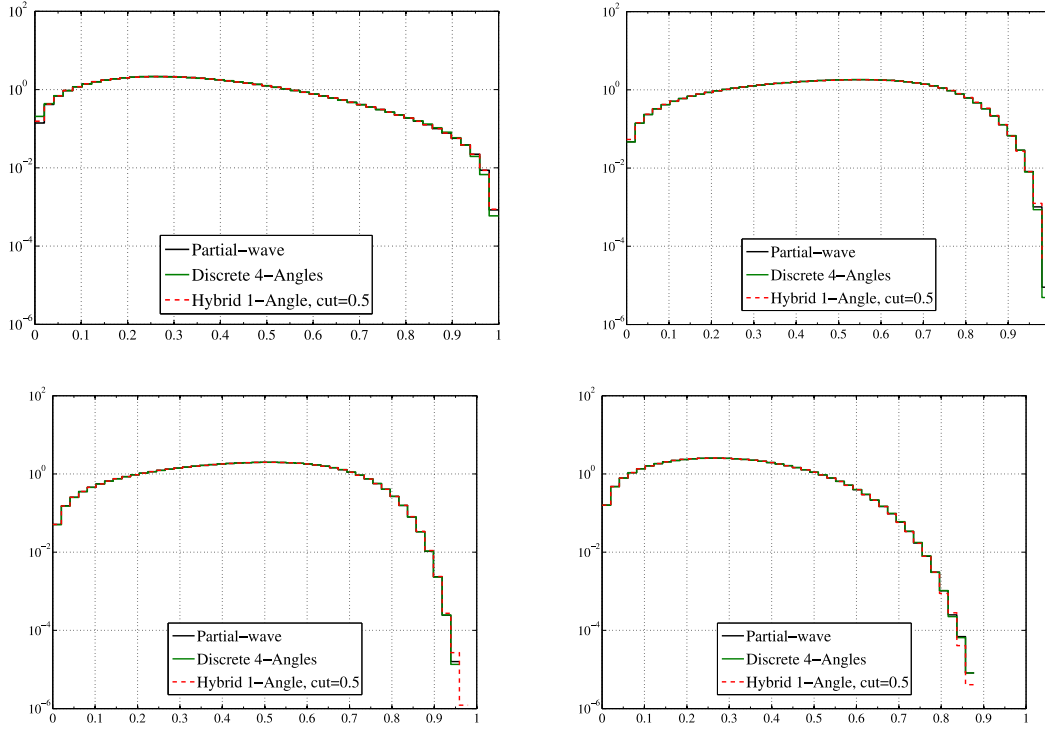 10^2
10^0
10^-2
10^-4
10^-6
0 0.1 0.2 0.3 0.4 0.5 0.6 0.7 0.8 0.9 1
Partial-wave
Discrete 4-Angles
Hybrid 1-Angle, cut=0.5
10^2
10^0
10^-2
10^-4
10^-6
0 0.1 0.2 0.3 0.4 0.5 0.6 0.7 0.8 0.9
Partial-wave
Discrete 4-Angles
Hybrid 1-Angle, cut=0.5
10^2
10^0
10^-2
10^-4
10^-6
0 0.1 0.2 0.3 0.4 0.5 0.6 0.7 0.8 0.9 1
Partial-wave
Discrete 4-Angles
Hybrid 1-Angle, cut=0.5
10^2
10^0
10^-2
10^-4
10^-6
0 0.1 0.2 0.3 0.4 0.5 0.6 0.7 0.8 0.9 1
Partial-wave
Discrete 4-Angles
Hybrid 1-Angle, cut=0.5